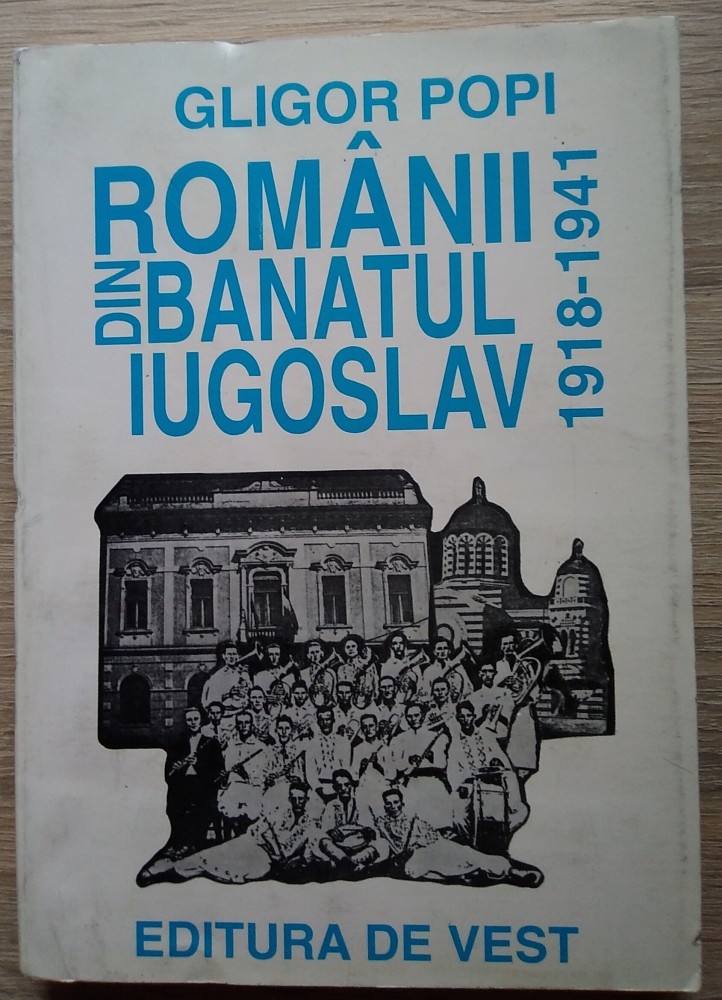 GLIGOR POPI
ROMÂNII
DIN
BANATUL
IUGOSLAV
1918-1941
EDITURA DE VEST